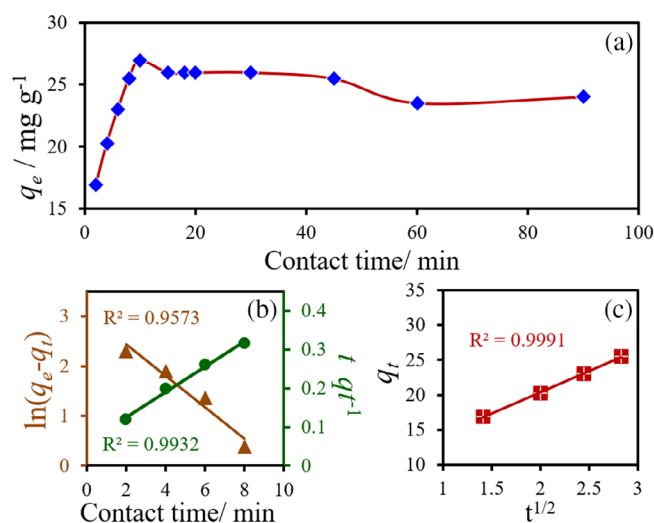 (a)
30
25
20
15
qₑ / mg g⁻¹
0 20 40 60 80 100
Contact time/ min
(b)
3
2
1
0
ln(qₑ-qₜ)
R² = 0.9573
R² = 0.9932
0.4
0.3
0.2
0.1
0
t qt⁻¹
0 2 4 6 8 10
Contact time/ min
(c)
35
30
25
20
15
10
qₜ
R² = 0.9991
1 1.5 2 2.5 3
t¹/²